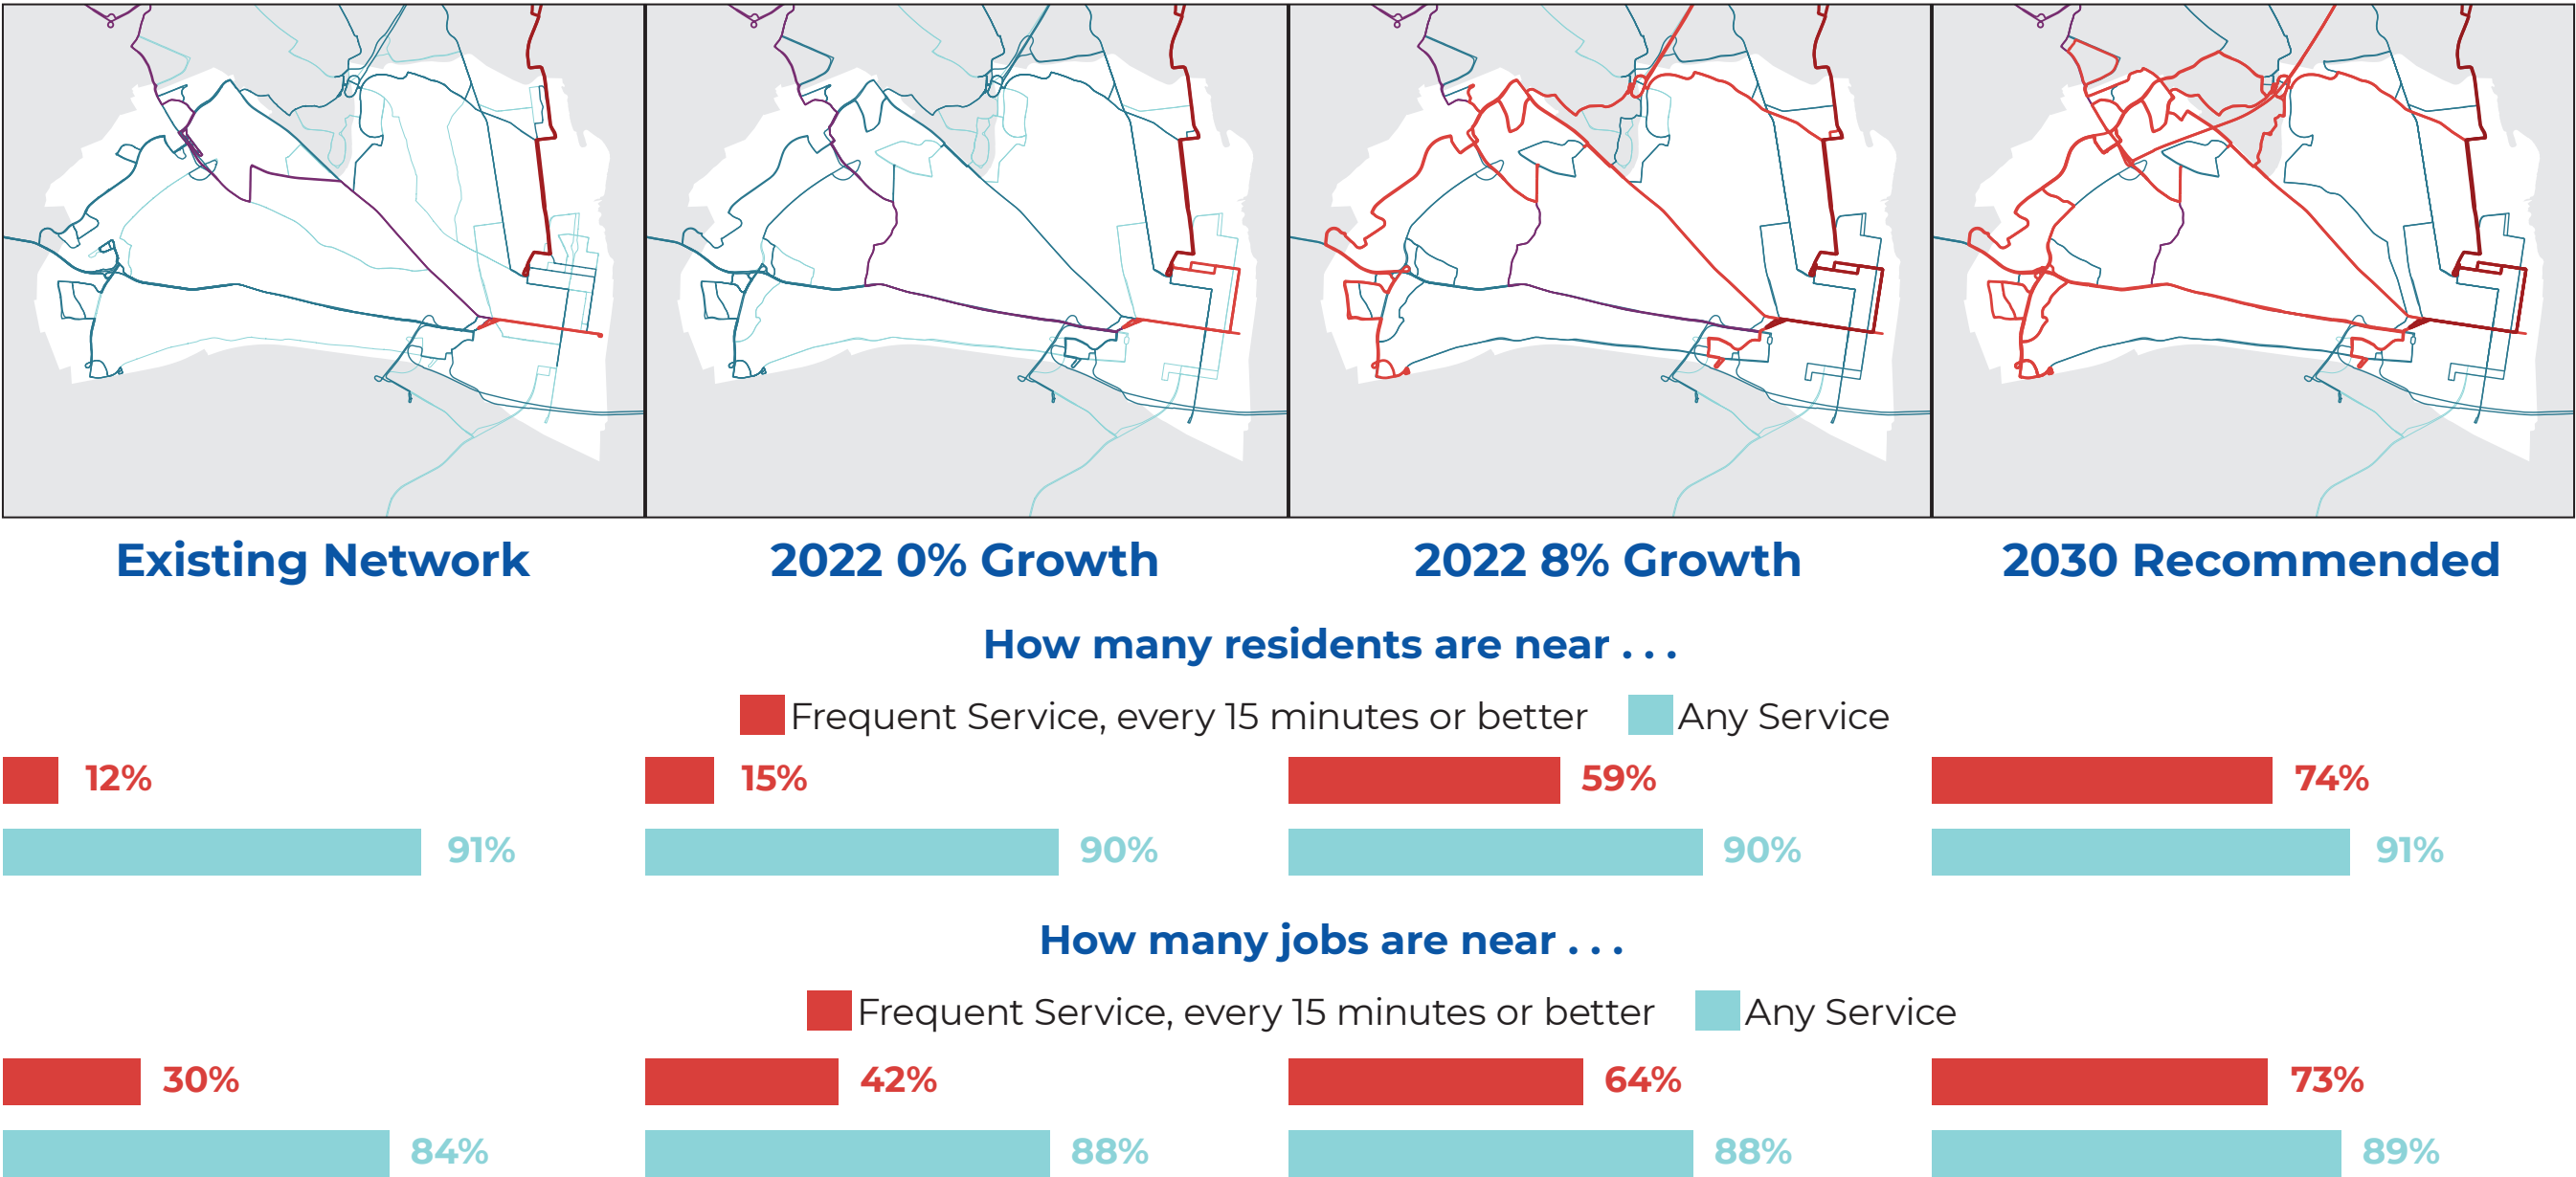 Existing Network
2022 0% Growth
2022 8% Growth
2030 Recommended
How many residents are near . . .
Frequent Service, every 15 minutes or better
Any Service
12%
15%
59%
74%
91%
90%
90%
91%
How many jobs are near . . .
Frequent Service, every 15 minutes or better
Any Service
30%
42%
64%
73%
84%
88%
88%
89%